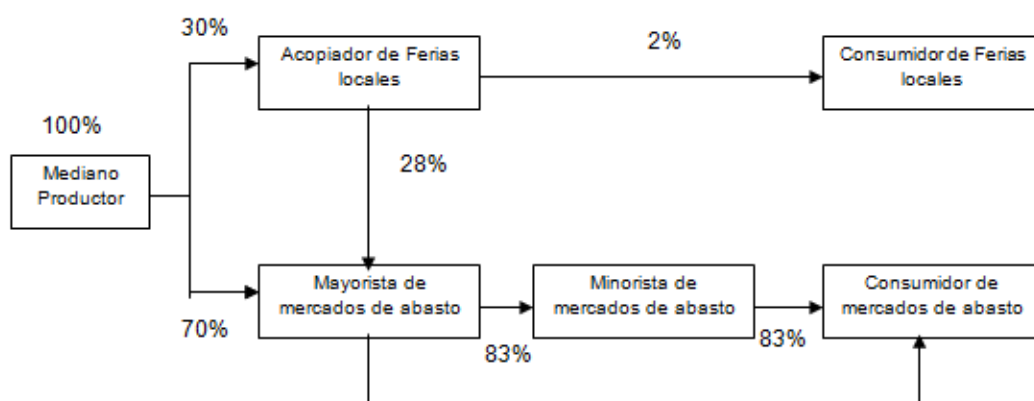 30%
Acopiador de Ferias
locales
2%
Consumidor de Ferias
locales
100%
Mediano
Productor
28%
Mayorista de
mercados de abasto
Minorista de
mercados de abasto
Consumidor de
mercados de abasto
70%
83%
83%